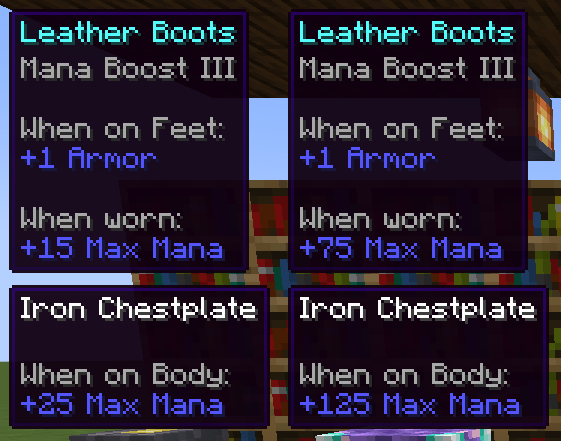 Leather Boots
Mana Boost III
When on Feet:
+1 Armor
When worn:
+15 Max Mana
Leather Boots
Mana Boost III
When on Feet:
+1 Armor
When worn:
+75 Max Mana
Iron Chestplate
When on Body:
+25 Max Mana
Iron Chestplate
When on Body:
+125 Max Mana